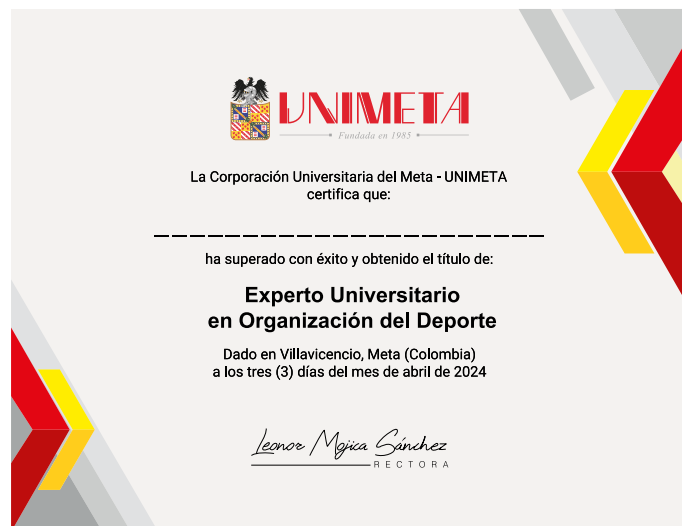 UNIMETA
Fundada en 1985
La Corporación Universitaria del Meta - UNIMETA
certifica que:
ha superado con éxito y obtenido el título de:
Experto Universitario
en Organización del Deporte
Dado en Villavicencio, Meta (Colombia)
a los tres (3) días del mes de abril de 2024
Leonor Mojica Sánchez
RECTORA